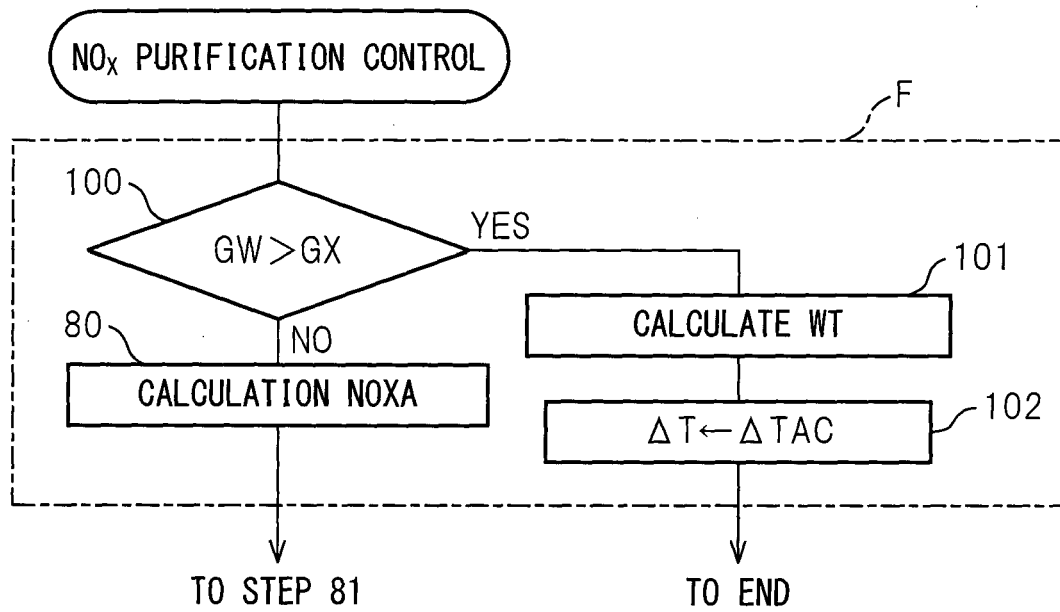 NOX PURIFICATION CONTROL
F
100
GW>GX
YES
101
CALCULATE WT
80
NO
CALCULATION NOXA
102
ΔT←ΔTAC
TO STEP 81
TO END